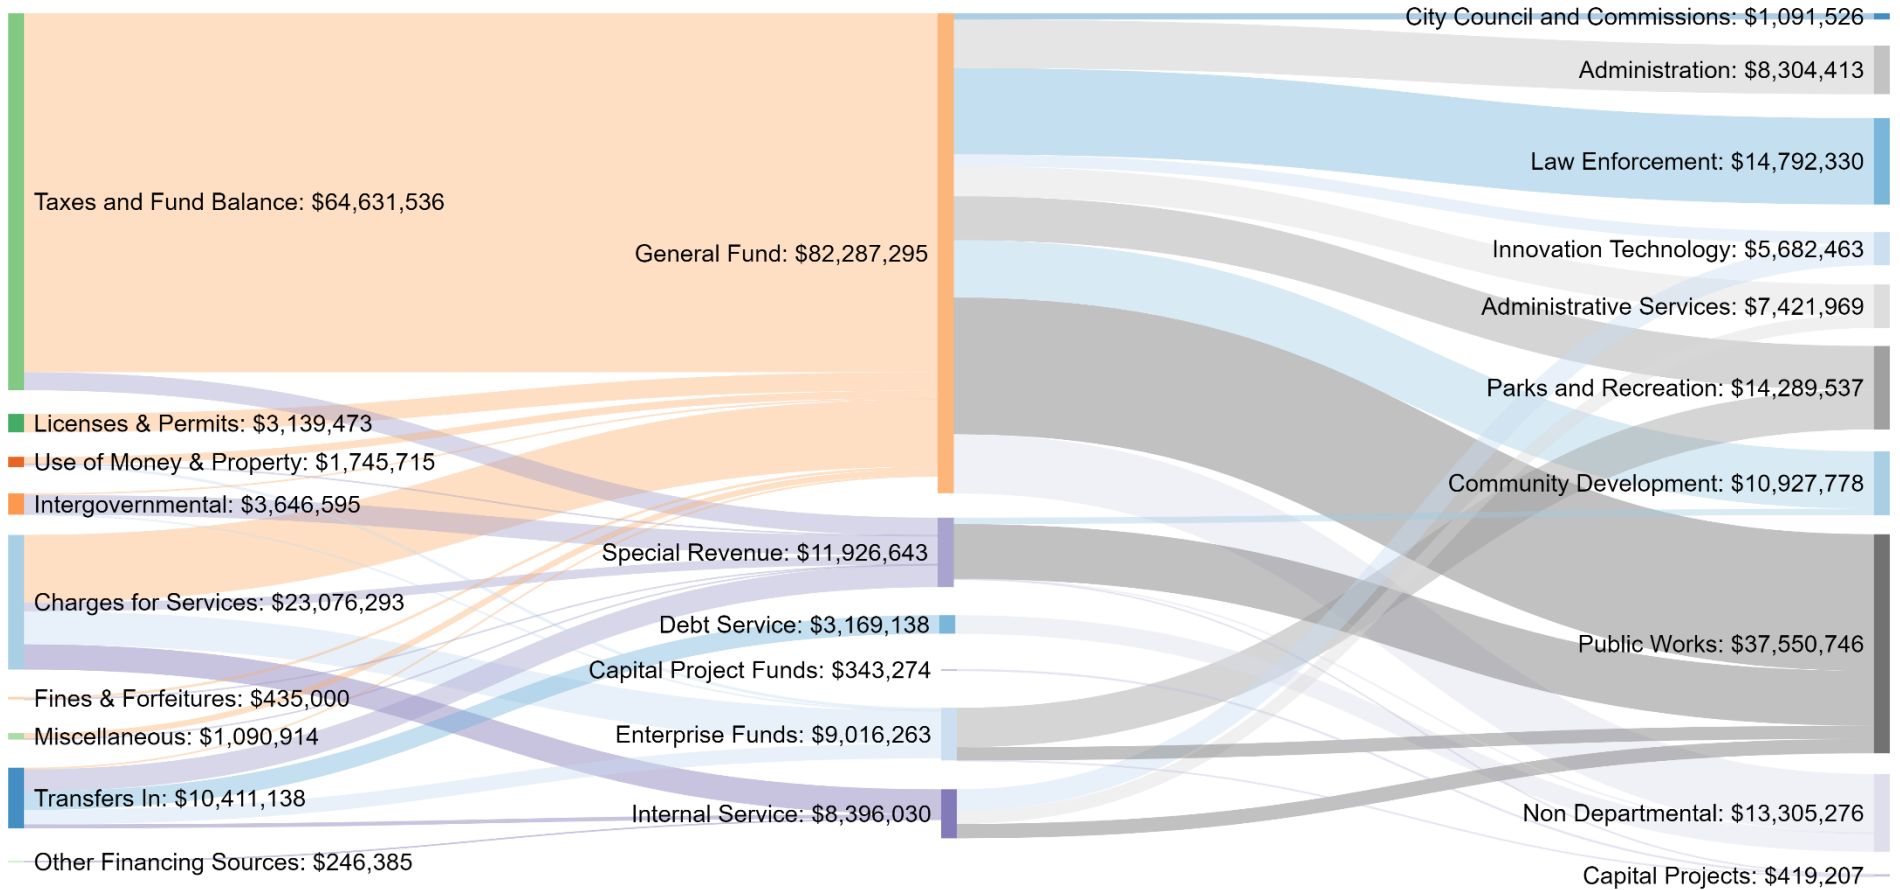 Taxes and Fund Balance: $64,631,536
Licenses & Permits: $3,139,473
Use of Money & Property: $1,745,715
Intergovernmental: $3,646,595
Charges for Services: $23,076,293
Fines & Forfeitures: $435,000
Miscellaneous: $1,090,914
Transfers In: $10,411,138
Other Financing Sources: $246,385
General Fund: $82,287,295
Special Revenue: $11,926,643
Debt Service: $3,169,138
Capital Project Funds: $343,274
Enterprise Funds: $9,016,263
Internal Service: $8,396,030
City Council and Commissions: $1,091,526
Administration: $8,304,413
Law Enforcement: $14,792,330
Innovation Technology: $5,682,463
Administrative Services: $7,421,969
Parks and Recreation: $14,289,537
Community Development: $10,927,778
Public Works: $37,550,746
Non Departmental: $13,305,276
Capital Projects: $419,207